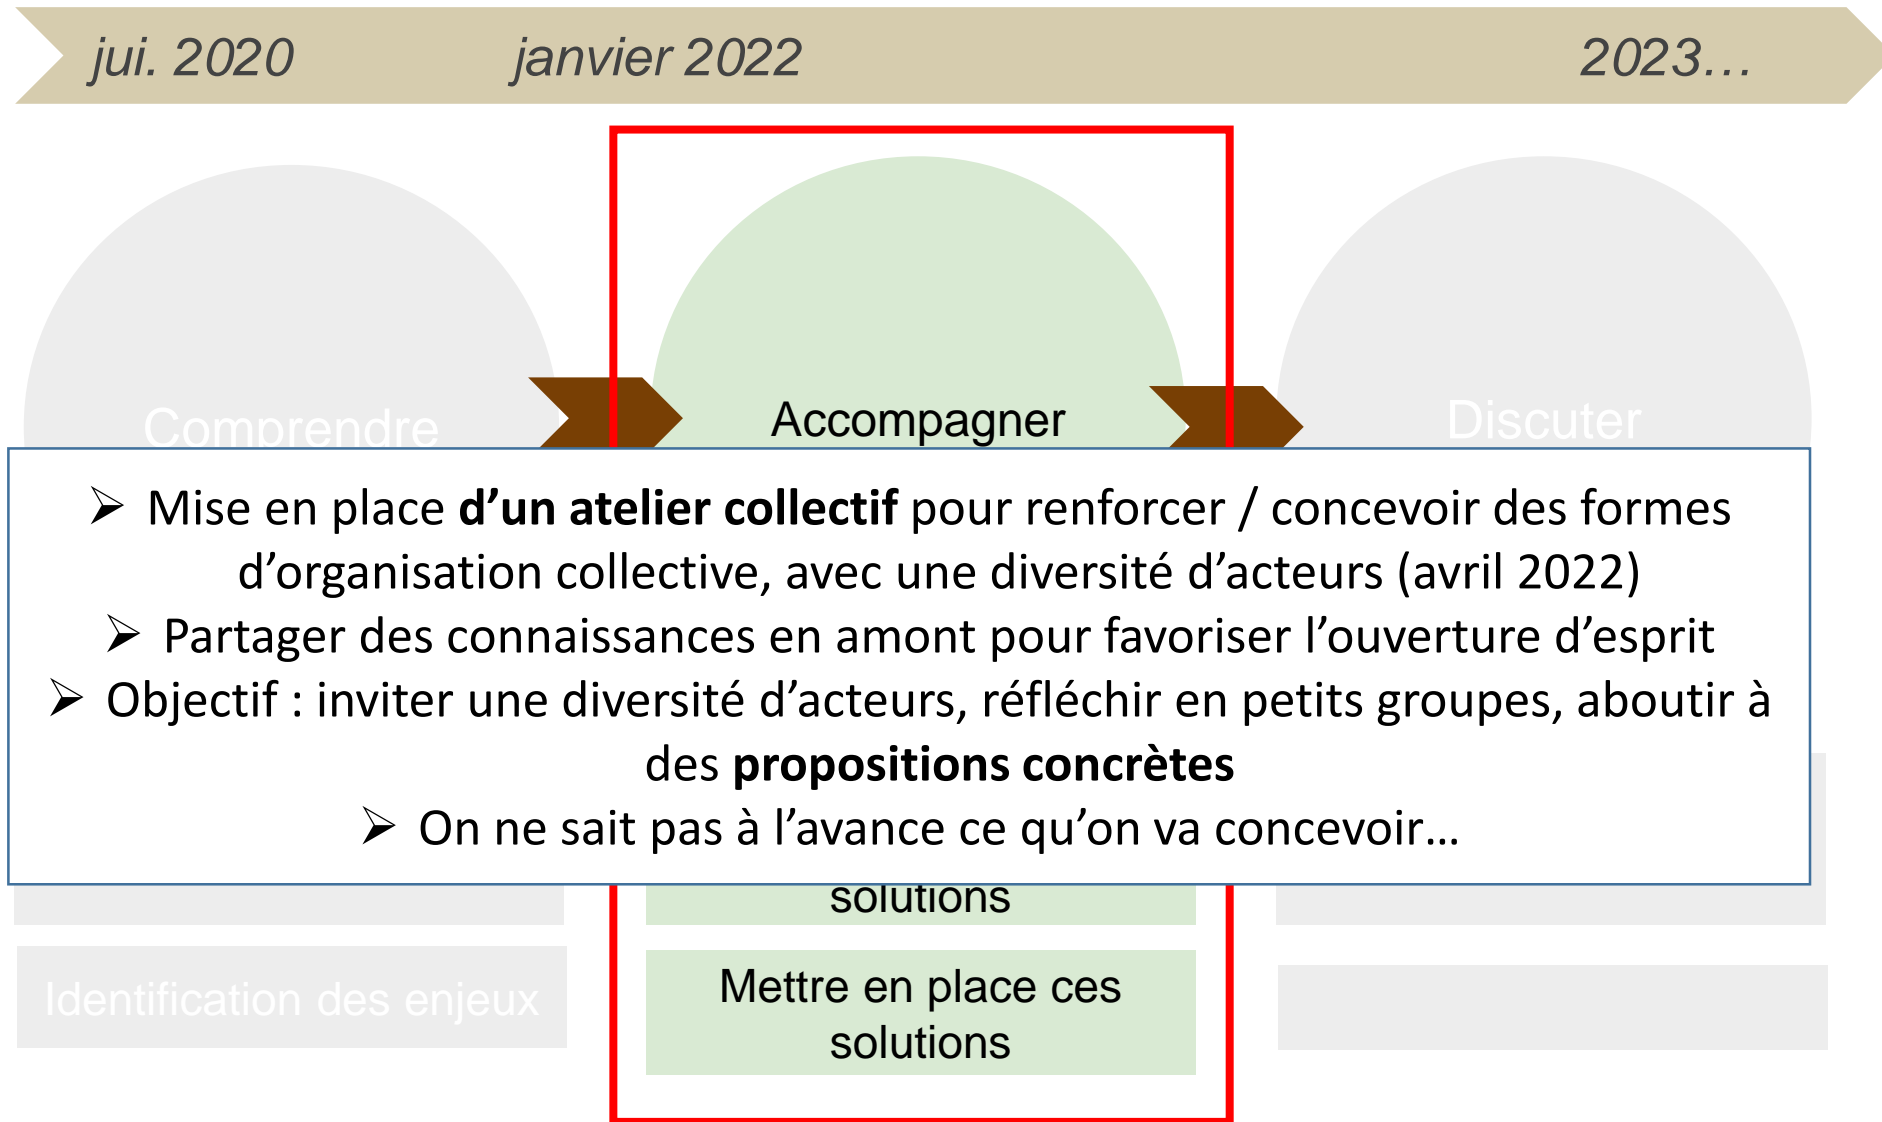 jui. 2020
janvier 2022
2023…
Comprendre
Accompagner
Discuter
➢ Mise en place d’un atelier collectif pour renforcer / concevoir des formes
d’organisation collective, avec une diversité d’acteurs (avril 2022)
➢ Partager des connaissances en amont pour favoriser l’ouverture d’esprit
➢ Objectif : inviter une diversité d’acteurs, réfléchir en petits groupes, aboutir à
des propositions concrètes
➢ On ne sait pas à l’avance ce qu’on va concevoir…
solutions
Identification des enjeux
Mettre en place ces
solutions